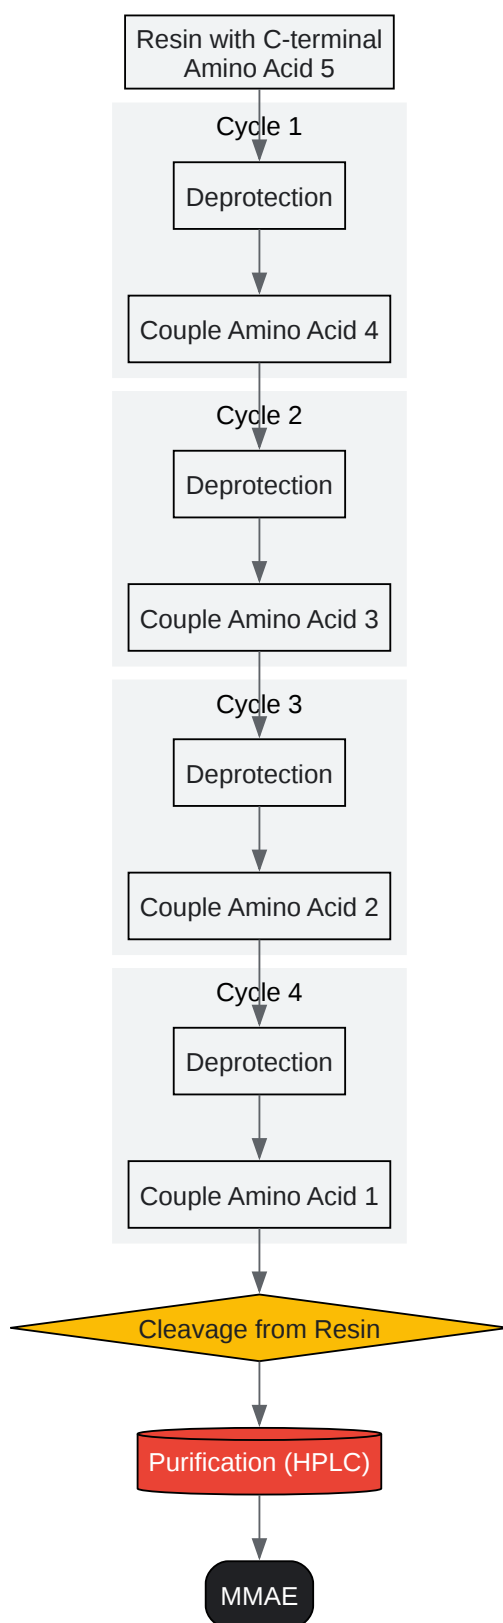 Resin with C-terminal
Amino Acid 5
Cycle 1
Deprotection
Couple Amino Acid 4
Cycle 2
Deprotection
Couple Amino Acid 3
Cycle 3
Deprotection
Couple Amino Acid 2
Cycle 4
Deprotection
Couple Amino Acid 1
Cleavage from Resin
Purification (HPLC)
MMAE